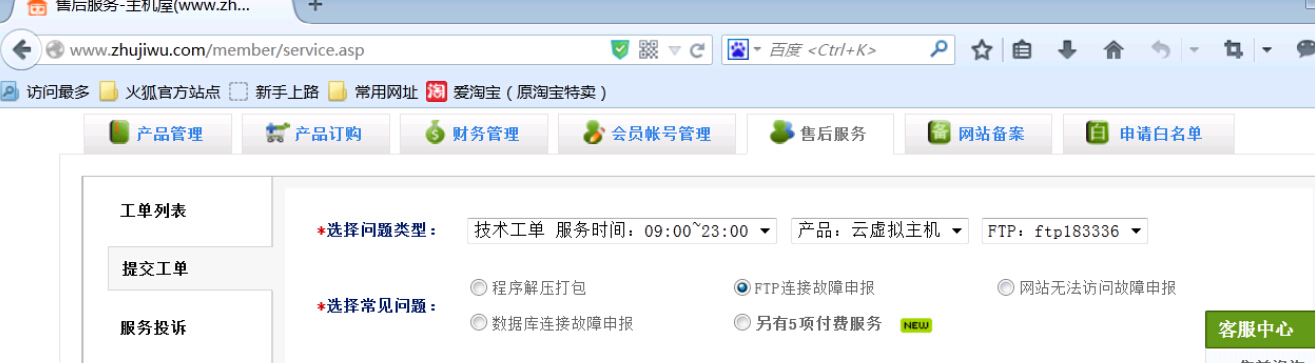 售后服务-主机屋(www.zh...
www.zhujiwu.com/member/service.asp 百度 <Ctrl+K>
访问最多 火狐官方站点 新手上路 常用网址 淘 爱淘宝（原淘宝特卖）
产品管理 产品订购 财务管理 会员帐号管理 售后服务 备 网站备案 白 申请白名单
工单列表
*选择问题类型： 技术工单 服务时间：09:00~23:00 产品：云虚拟主机 FTP：ftp183336
提交工单
程序解压打包 FTP连接故障申报 网站无法访问故障申报
*选择常见问题：
数据库连接故障申报 另有5项付费服务 NEW
服务投诉
客服中心